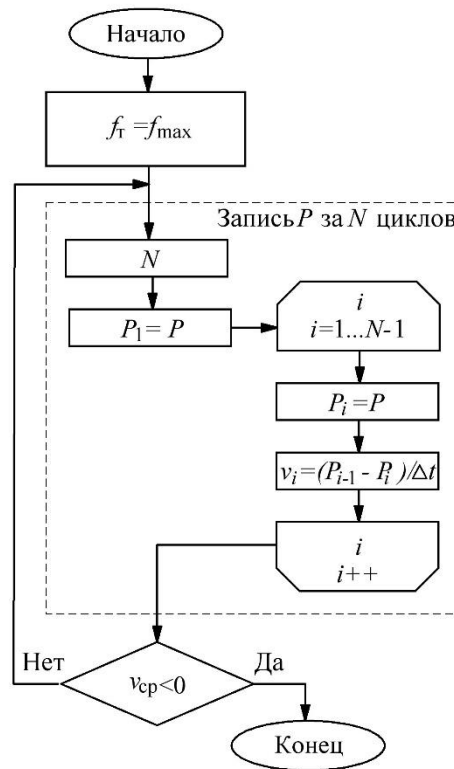 Начало
fт =fmax
Запись P за N циклов
N
P1= P
i
i=1...N-1
Pi =P
vi=(Pi-1 - Pi )/Δt
i
i++
Нет
vср<0
Да
Конец